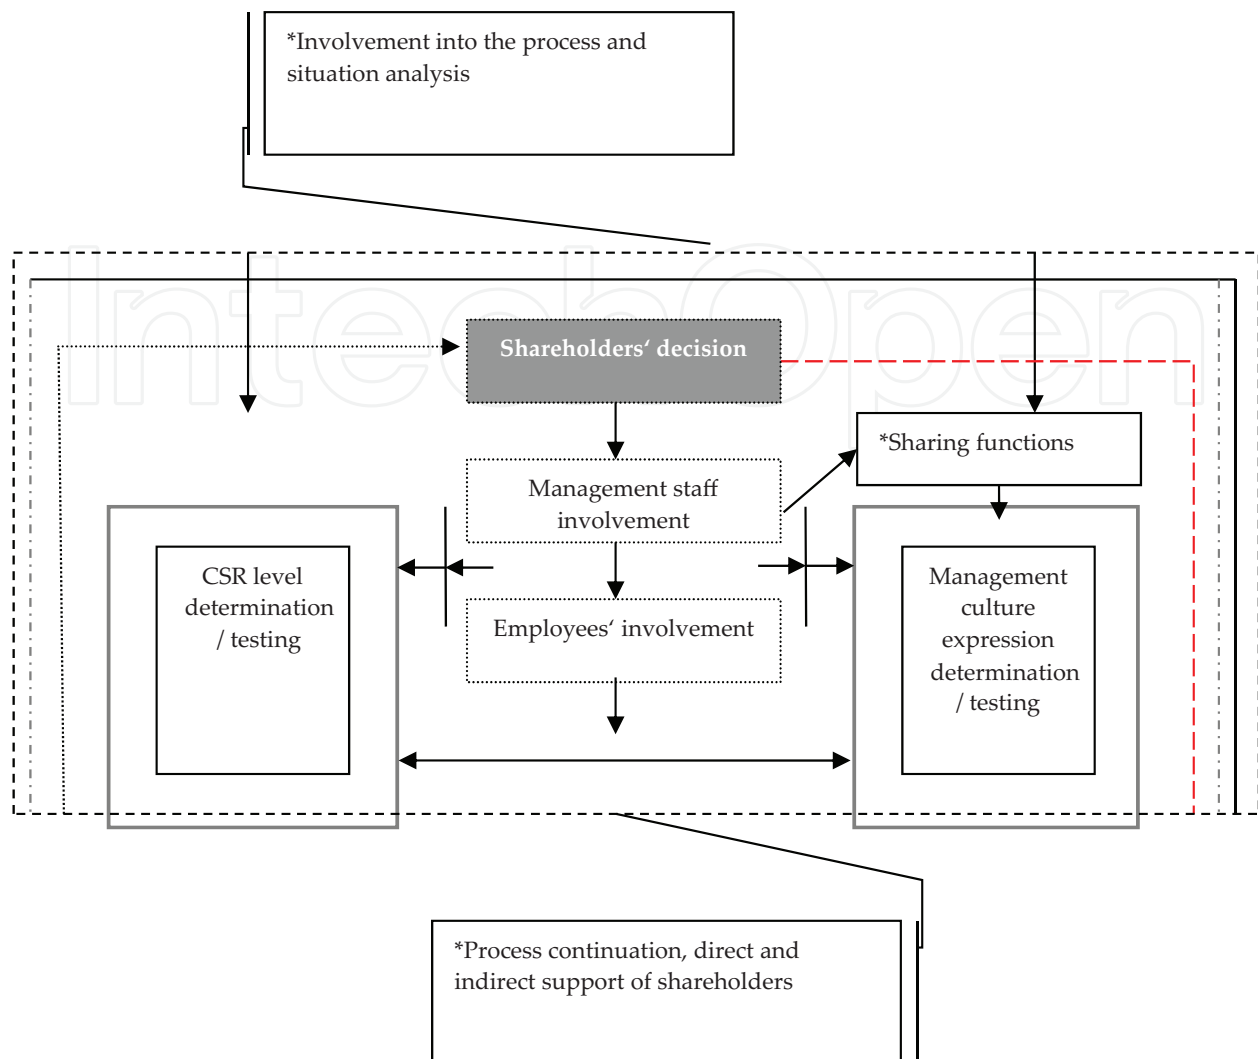 *Involvement into the process and
situation analysis
IntechOpen
Shareholders‘ decision
*Sharing functions
Management staff
involvement
CSR level
determination
/ testing
Employees‘ involvement
Management
culture
expression
determination
/ testing
*Process continuation, direct and
indirect support of shareholders